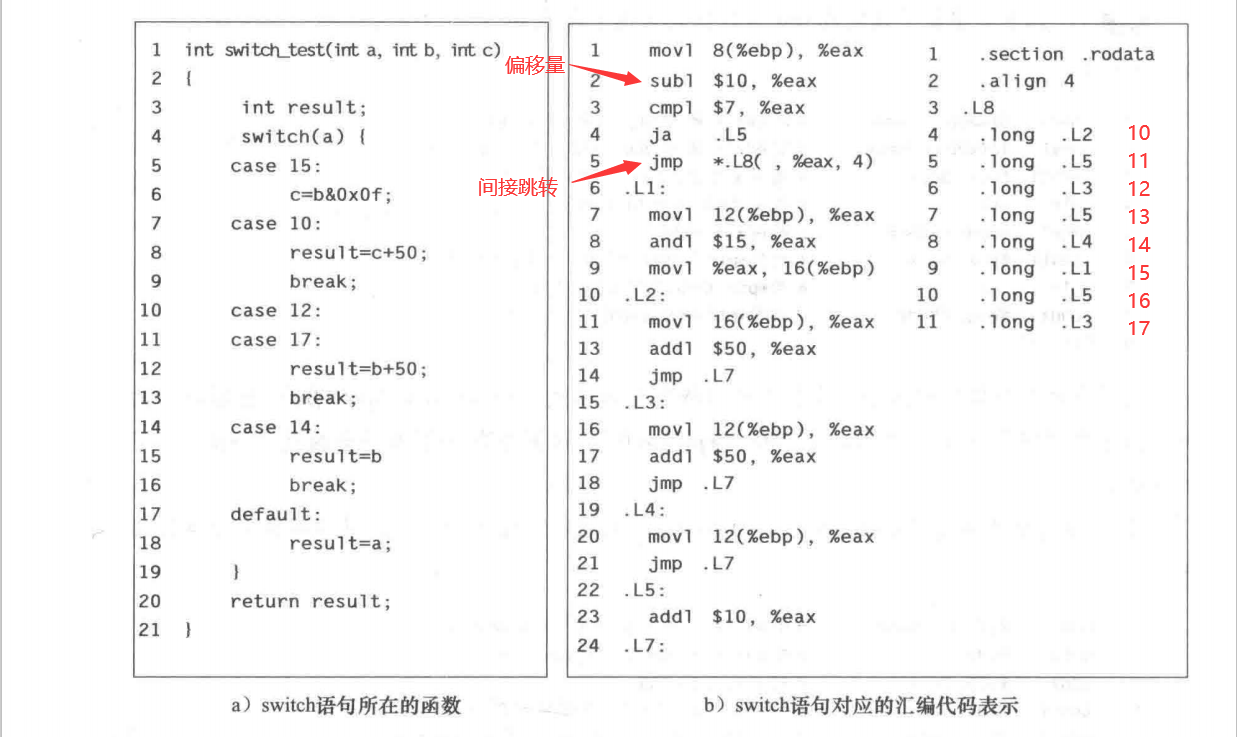 1 int switch_test(int a, int b, int c)
2 {
3 int result;
4 switch(a) {
5 case 15:
6 c=b&0x0f;
7 case 10:
8 result=c+50;
9 break;
10 case 12:
11 case 17:
12 result=b+50;
13 break;
14 case 14:
15 result=b
16 break;
17 default:
18 result=a;
19 }
20 return result;
21 }
a）switch语句所在的函数
偏移量
间接跳转
1 movl 8(%ebp), %eax
2 subl $10, %eax
3 cmpl $7, %eax
4 ja .L5
5 jmp *.L8( , %eax, 4)
6 .L1:
7 movl 12(%ebp), %eax
8 andl $15, %eax
9 movl %eax, 16(%ebp)
10 .L2:
11 movl 16(%ebp), %eax
13 addl $50, %eax
14 jmp .L7
15 .L3:
16 movl 12(%ebp), %eax
17 addl $50, %eax
18 jmp .L7
19 .L4:
20 movl 12(%ebp), %eax
21 jmp .L7
22 .L5:
23 addl $10, %eax
24 .L7:
1 .section .rodata
2 .align 4
3 .L8
4 .long .L2 10
5 .long .L5 11
6 .long .L3 12
7 .long .L5 13
8 .long .L4 14
9 .long .L1 15
10 .long .L5 16
11 .long .L3 17
b）switch语句对应的汇编代码表示